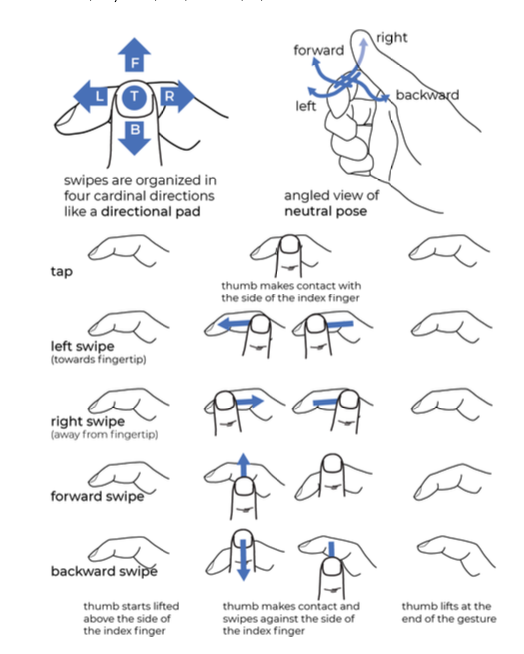 F
L T R
B
swipes are organized in
four cardinal directions
like a directional pad
right
forward
backward
left
angled view of
neutral pose
tap
thumb makes contact with
the side of the index finger
left swipe
(towards fingertip)
right swipe
(away from fingertip)
forward swipe
backward swipe
thumb starts lifted
above the side of
the index finger
thumb makes contact and
swipes against the side of
the index finger
thumb lifts at the
end of the gesture